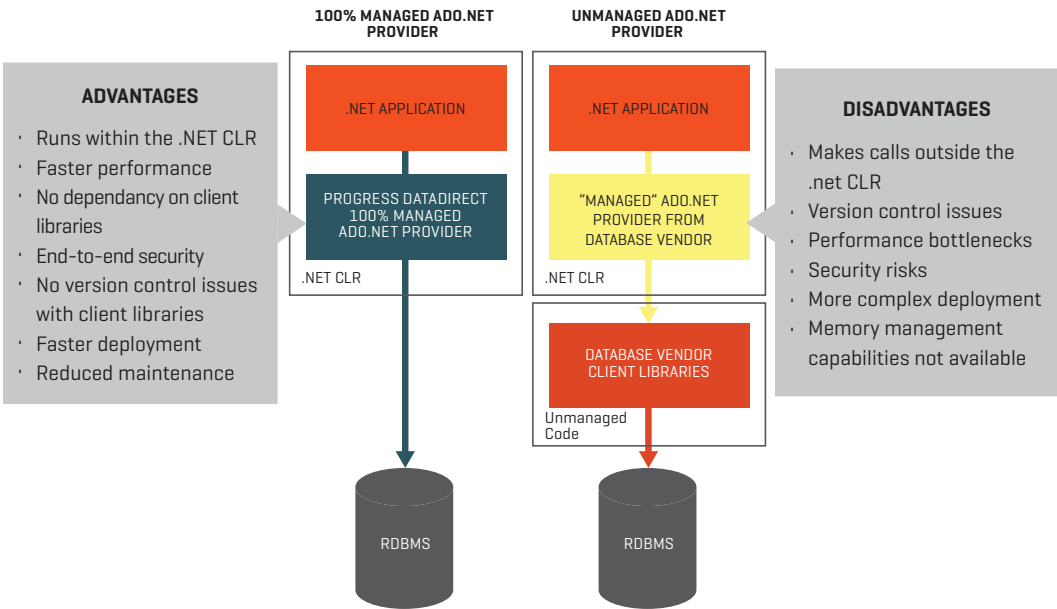 100% MANAGED ADO.NET
PROVIDER
UNMANAGED ADO.NET
PROVIDER
ADVANTAGES
· Runs within the .NET CLR
· Faster performance
· No dependancy on client
libraries
· End-to-end security
· No version control issues
with client libraries
· Faster deployment
· Reduced maintenance
.NET APPLICATION
PROGRESS DATADIRECT
100% MANAGED
ADO.NET PROVIDER
.NET CLR
RDBMS
.NET APPLICATION
“MANAGED” ADO.NET
PROVIDER FROM
DATABASE VENDOR
.NET CLR
DATABASE VENDOR
CLIENT LIBRARIES
Unmanaged
Code
RDBMS
DISADVANTAGES
· Makes calls outside the
.net CLR
· Version control issues
· Performance bottlenecks
· Security risks
· More complex deployment
· Memory management
capabilities not available